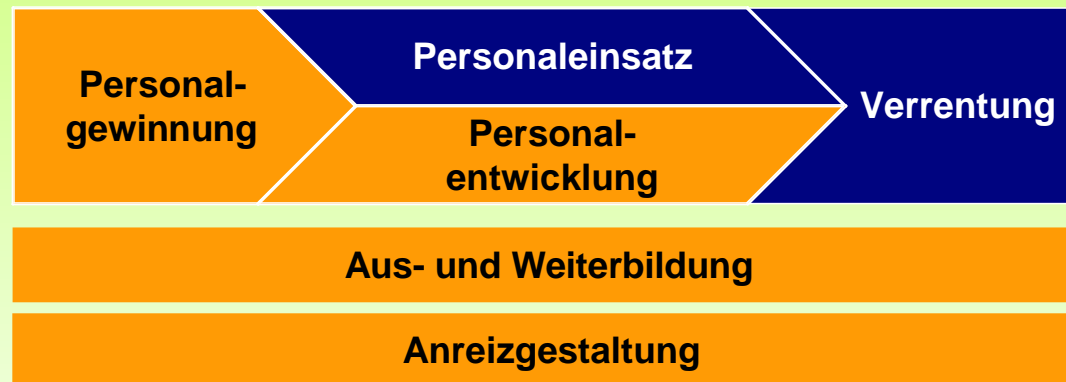 Personal-
gewinnung
Personaleinsatz
Personal-
entwicklung
Verrentung
Aus- und Weiterbildung
Anreizgestaltung